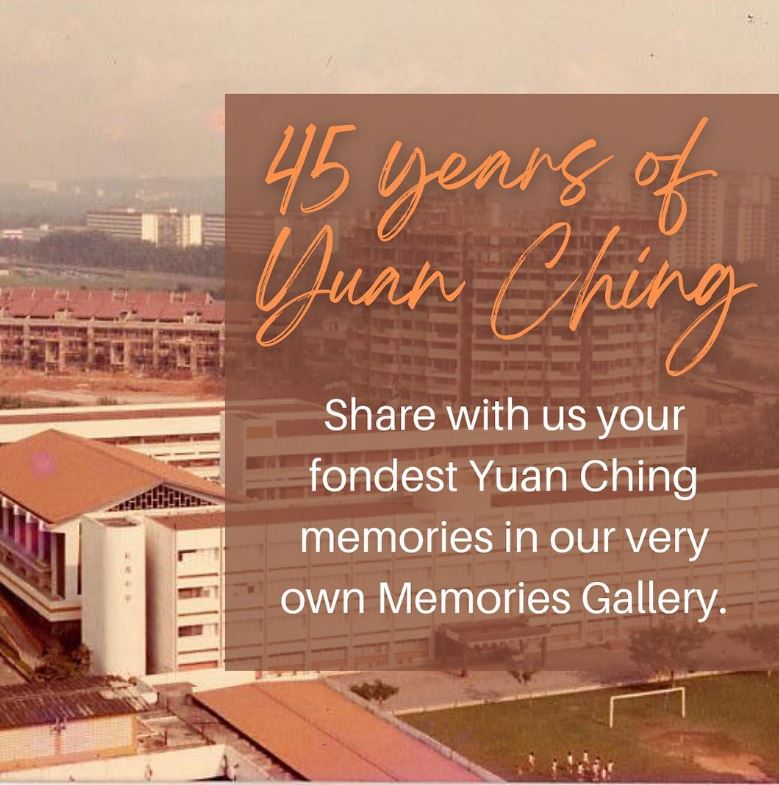 45 years of
Yuan Ching
Share with us your
fondest Yuan Ching
memories in our very
own Memories Gallery.